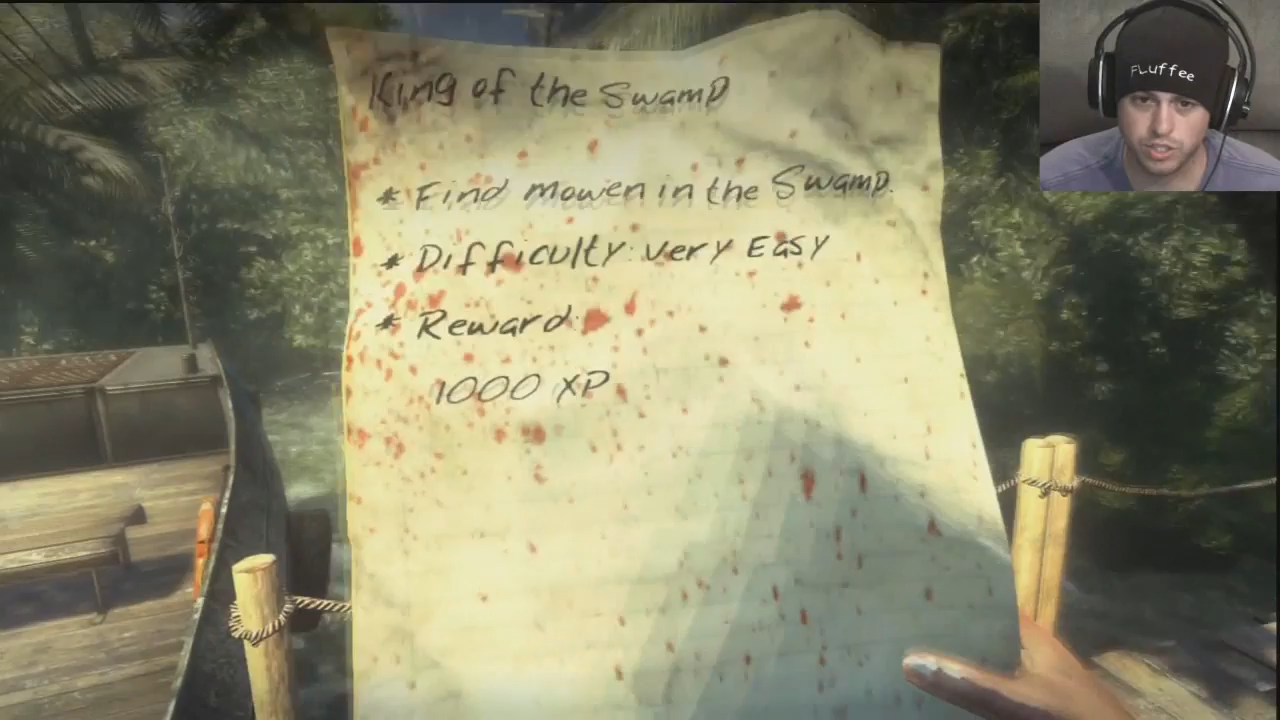 King of the Swamp
* Find Mowen in the Swamp.
* Difficulty: very Easy
* Reward:
1000 XP
FLuffee